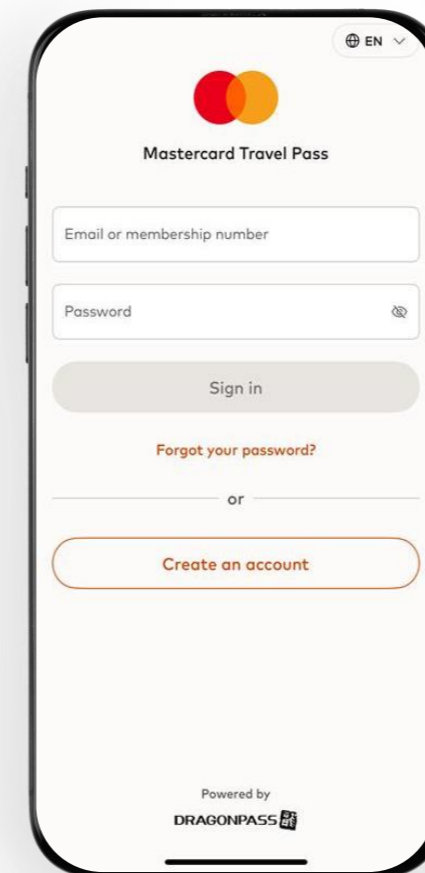 EN
Mastercard Travel Pass
Email or membership number
Password
Sign in
Forgot your password?
or
Create an account
Powered by
DRAGONPASS